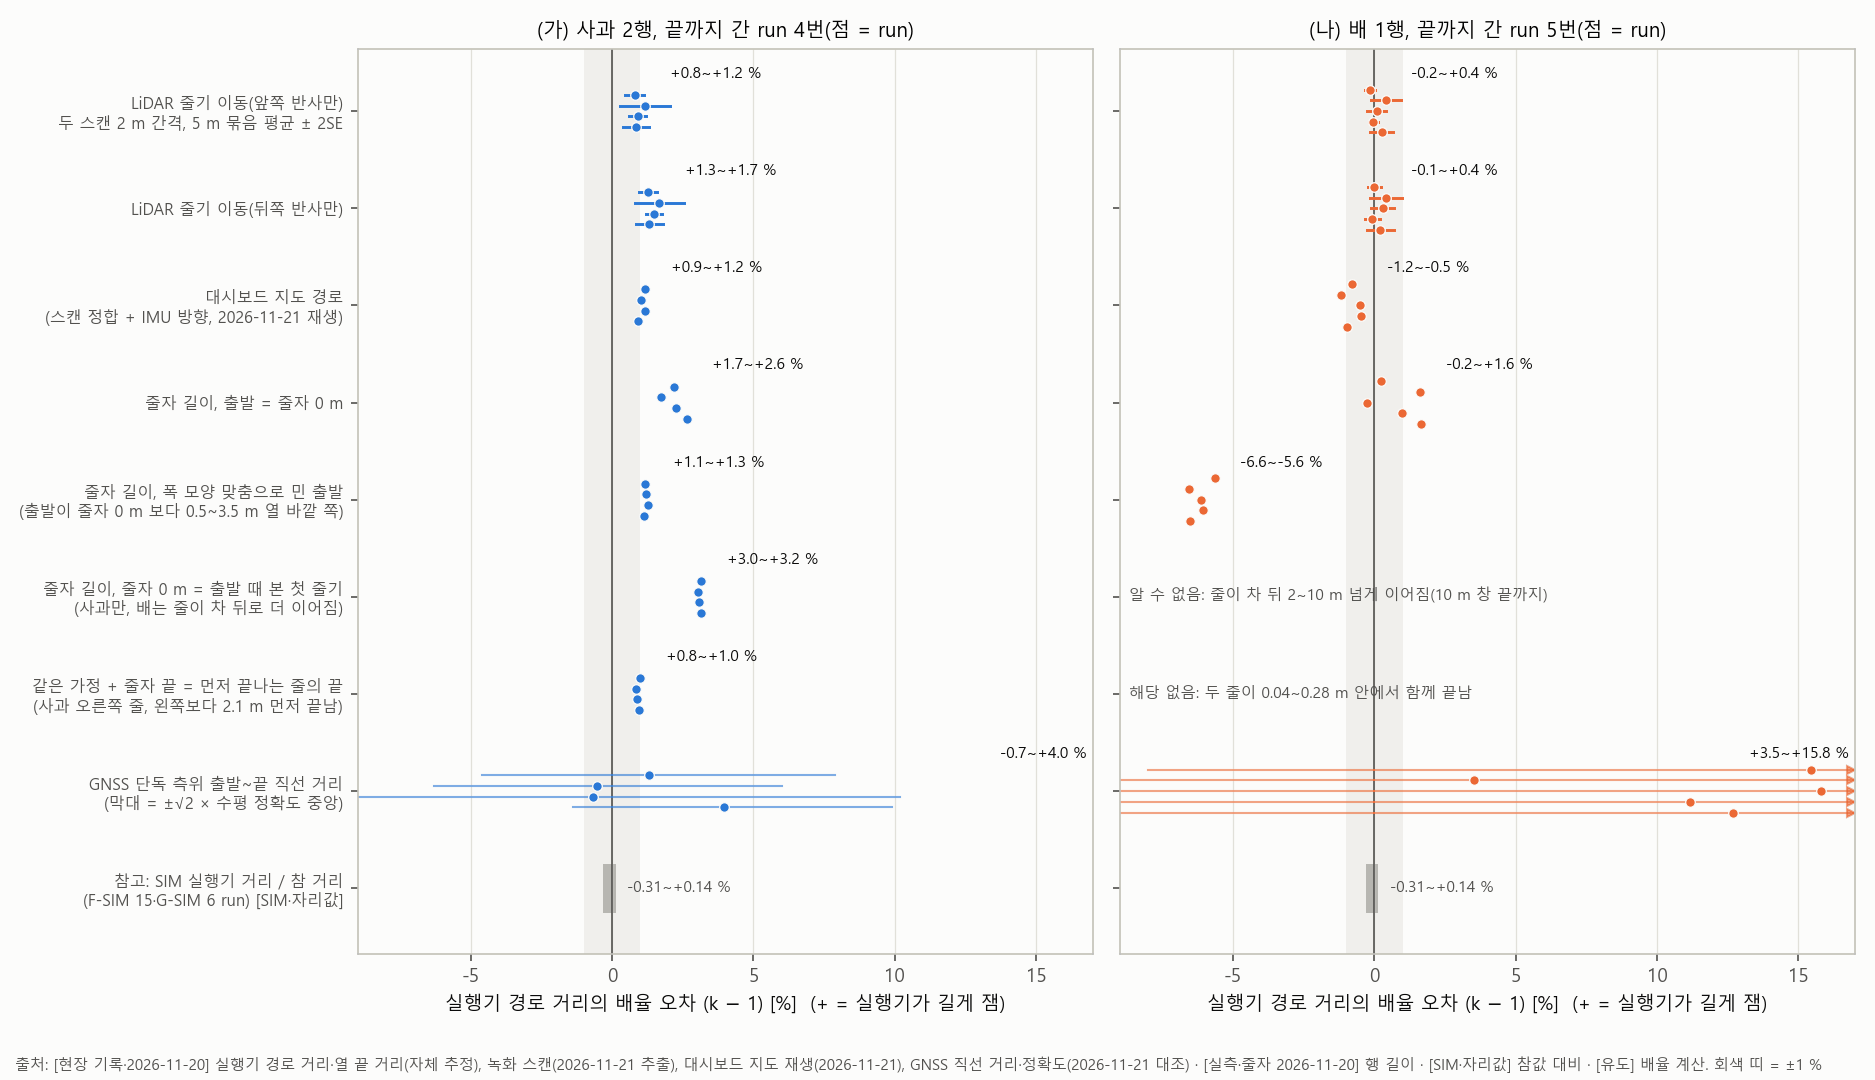 (가) 사과 2행, 끝까지 간 run 4번(점 = run)
(나) 배 1행, 끝까지 간 run 5번(점 = run)
LiDAR 줄기 이동(앞쪽 반사만)
두 스캔 2 m 간격, 5 m 묶음 평균 ± 2SE
+0.8~+1.2 %
-0.2~+0.4 %
LiDAR 줄기 이동(뒤쪽 반사만)
+1.3~+1.7 %
-0.1~+0.4 %
대시보드 지도 경로
(스캔 정합 + IMU 방향, 2026-11-21 재생)
+0.9~+1.2 %
-1.2~-0.5 %
줄자 길이, 출발 = 줄자 0 m
+1.7~+2.6 %
-0.2~+1.6 %
줄자 길이, 폭 모양 맞춤으로 민 출발
(출발이 줄자 0 m 보다 0.5~3.5 m 열 바깥 쪽)
+1.1~+1.3 %
-6.6~-5.6 %
줄자 길이, 줄자 0 m = 출발 때 본 첫 줄기
(사과만, 배는 줄이 차 뒤로 더 이어짐)
+3.0~+3.2 %
알 수 없음: 줄이 차 뒤 2~10 m 넘게 이어짐(10 m 창 끝까지)
같은 가정 + 줄자 끝 = 먼저 끝나는 줄의 끝
(사과 오른쪽 줄, 왼쪽보다 2.1 m 먼저 끝남)
+0.8~+1.0 %
해당 없음: 두 줄이 0.04~0.28 m 안에서 함께 끝남
GNSS 단독 측위 출발~끝 직선 거리
(막대 = ±√2 × 수평 정확도 중앙)
-0.7~+4.0 %
+3.5~+15.8 %
참고: SIM 실행기 거리 / 참 거리
(F-SIM 15·G-SIM 6 run) [SIM·자리값]
-0.31~+0.14 %
-0.31~+0.14 %
-5 0 5 10 15
-5 0 5 10 15
실행기 경로 거리의 배율 오차 (k − 1) [%]  (+ = 실행기가 길게 잼)
실행기 경로 거리의 배율 오차 (k − 1) [%]  (+ = 실행기가 길게 잼)
출처: [현장 기록·2026-11-20] 실행기 경로 거리·열 끝 거리(자체 추정), 녹화 스캔(2026-11-21 추출), 대시보드 지도 재생(2026-11-21), GNSS 직선 거리·정확도(2026-11-21 대조) · [실측·줄자 2026-11-20] 행 길이 · [SIM·자리값] 참값 대비 · [유도] 배율 계산. 회색 띠 = ±1 %